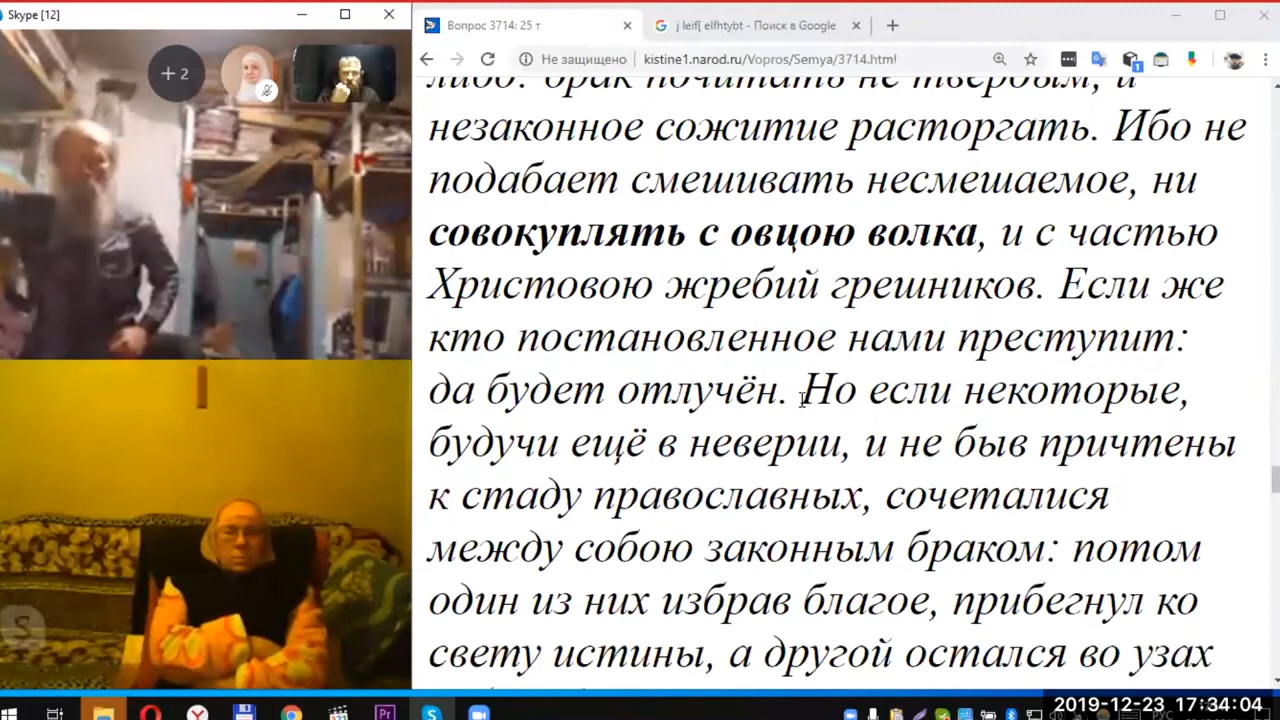 Skype [12]
Вопрос 3714: 25 т
j leif[ elfhtybt - Поиск в Google
Не защищено
kistine1.narod.ru/Vopros/Semya/3714.html
+ 2
1
незаконное сожитие расторгать. Ибо не
подабает смешивать несмешаемое, ни
совокуплять с овцою волка, и с частью
Христовою жребий грешников. Если же
кто постановленное нами преступит:
да будет отлучён. Но если некоторые,
будучи ещё в неверии, и не быв причтены
к стаду православных, сочеталися
между собою законным браком: потом
один из них избрав благое, прибегнул ко
свету истины, а другой остался во узах
Pr
2019-12-23 17:34:04